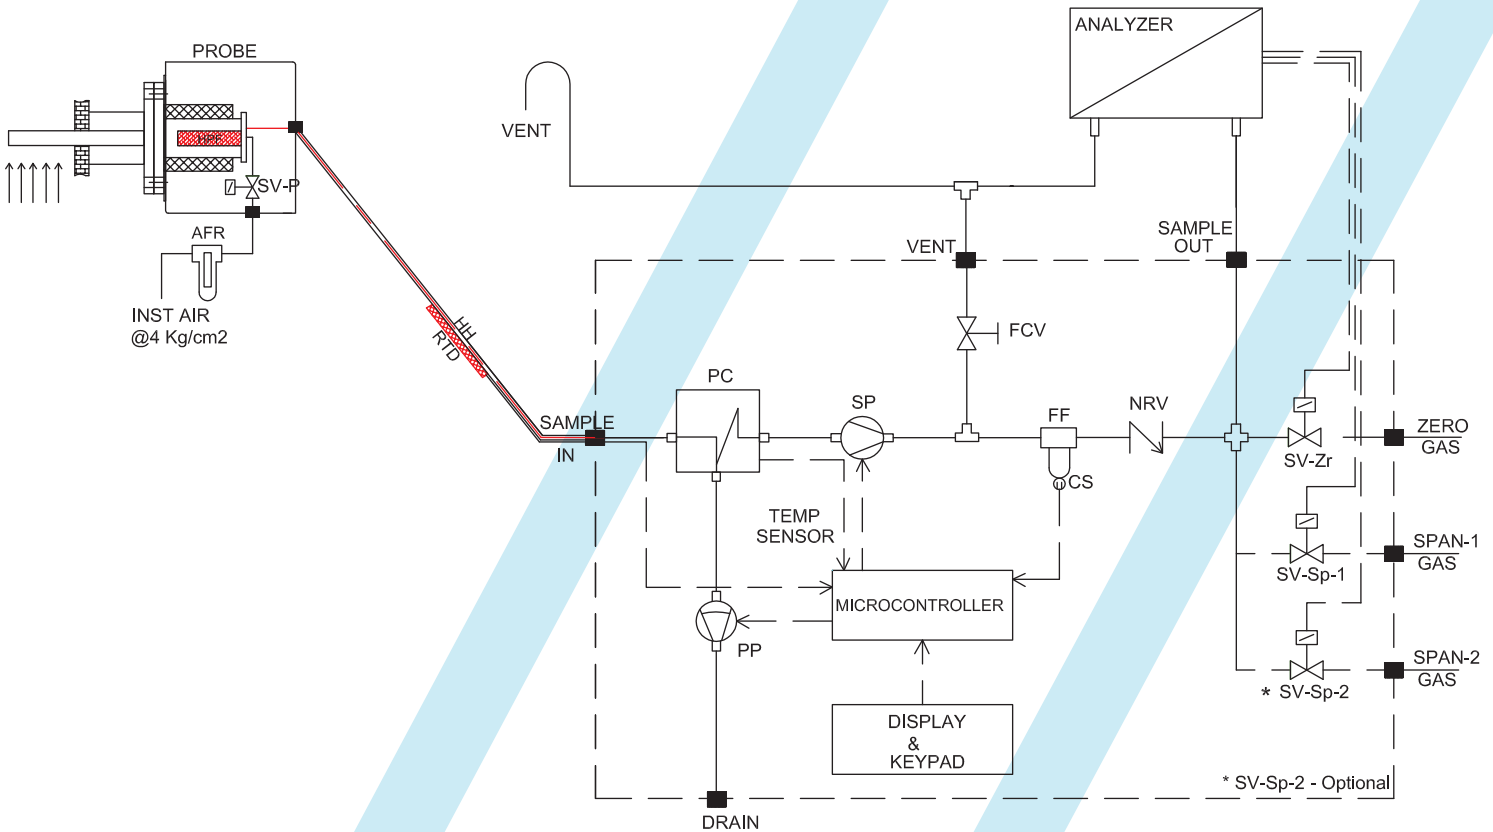 ANALYZER
PROBE
VENT
HPF
SV-P
AFR
INST AIR
@4 Kg/cm2
HH
RTD
SAMPLE
OUT
VENT
FCV
PC
SP
FF
NRV
SAMPLE
IN
CS
SV-Zr
ZERO
GAS
TEMP
SENSOR
SPAN-1
GAS
SV-Sp-1
MICROCONTROLLER
PP
SPAN-2
GAS
* SV-Sp-2
DISPLAY
&
KEYPAD
* SV-Sp-2 - Optional
DRAIN